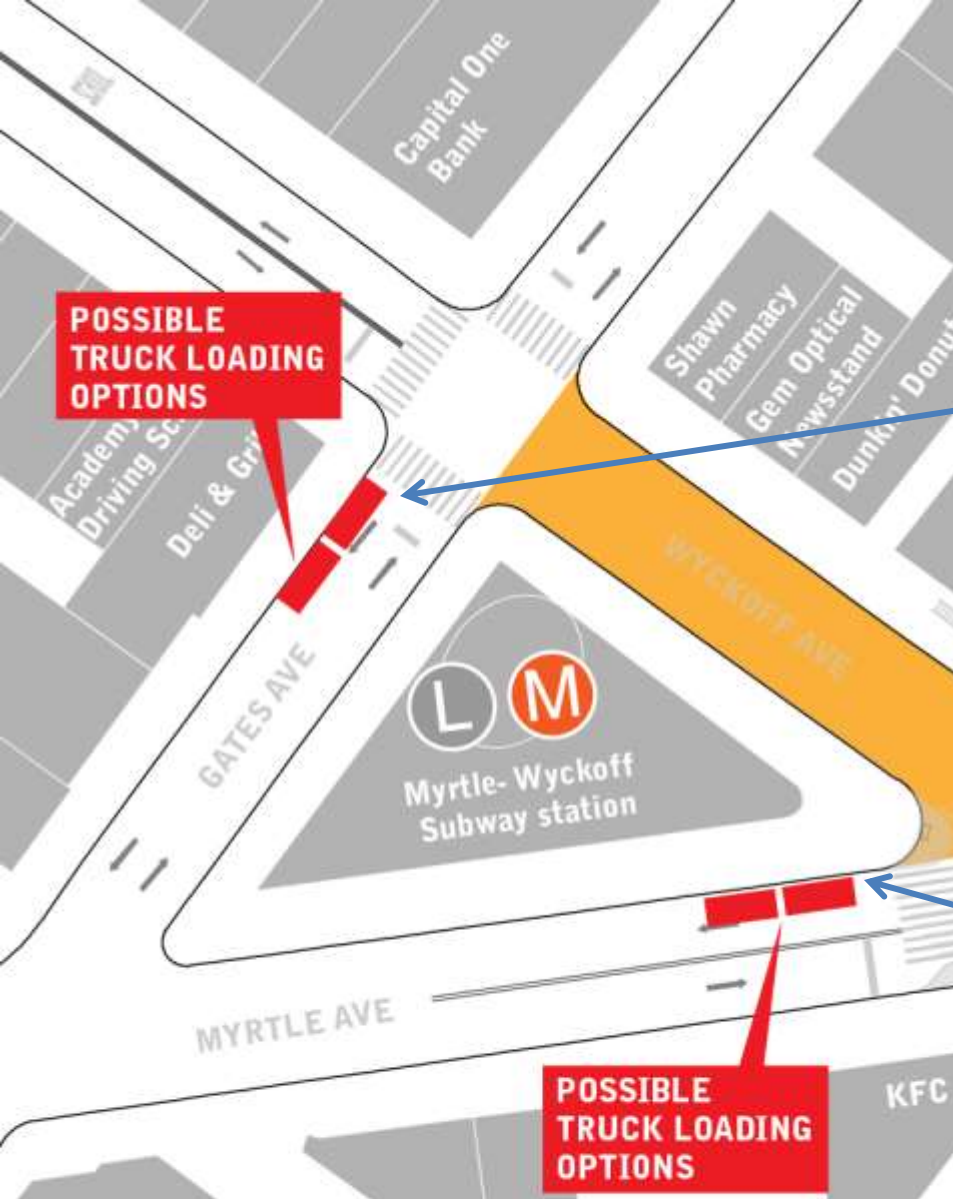 Capital One
Bank
POSSIBLE
TRUCK LOADING
OPTIONS
Shawn
Pharmacy
Gem Optical
Newsstand
Dunkin' Donut
Academy
Driving Sc
Deli & Gri
WYCKOFF AVE
GATES AVE
L M
Myrtle- Wyckoff
Subway station
MYRTLE AVE
POSSIBLE
TRUCK LOADING
OPTIONS
KFC